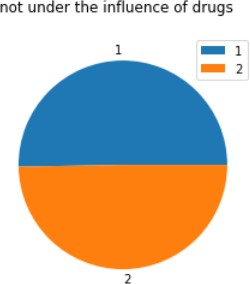 not under the influence of drugs
1
1
2
2